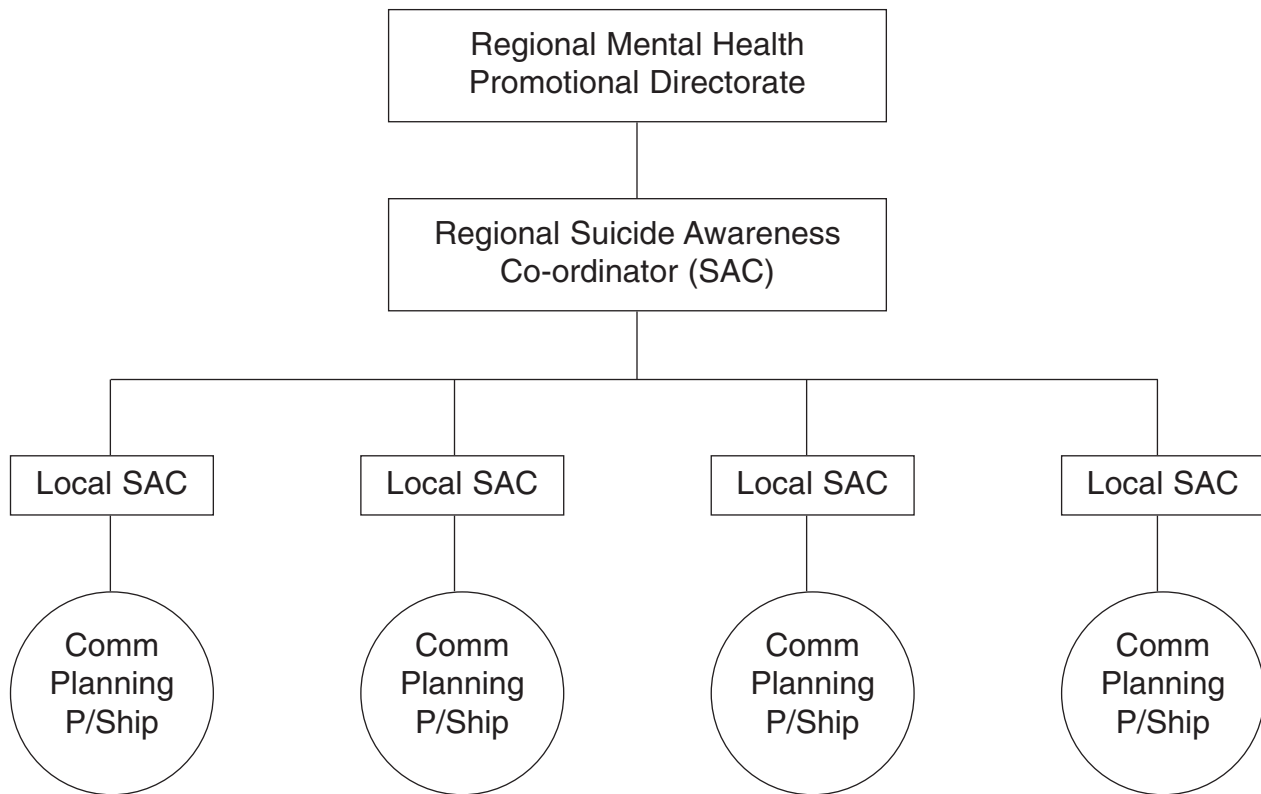 Regional Mental Health
Promotional Directorate
Regional Suicide Awareness
Co-ordinator (SAC)
Local SAC
Local SAC
Local SAC
Local SAC
Comm
Planning
P/Ship
Comm
Planning
P/Ship
Comm
Planning
P/Ship
Comm
Planning
P/Ship